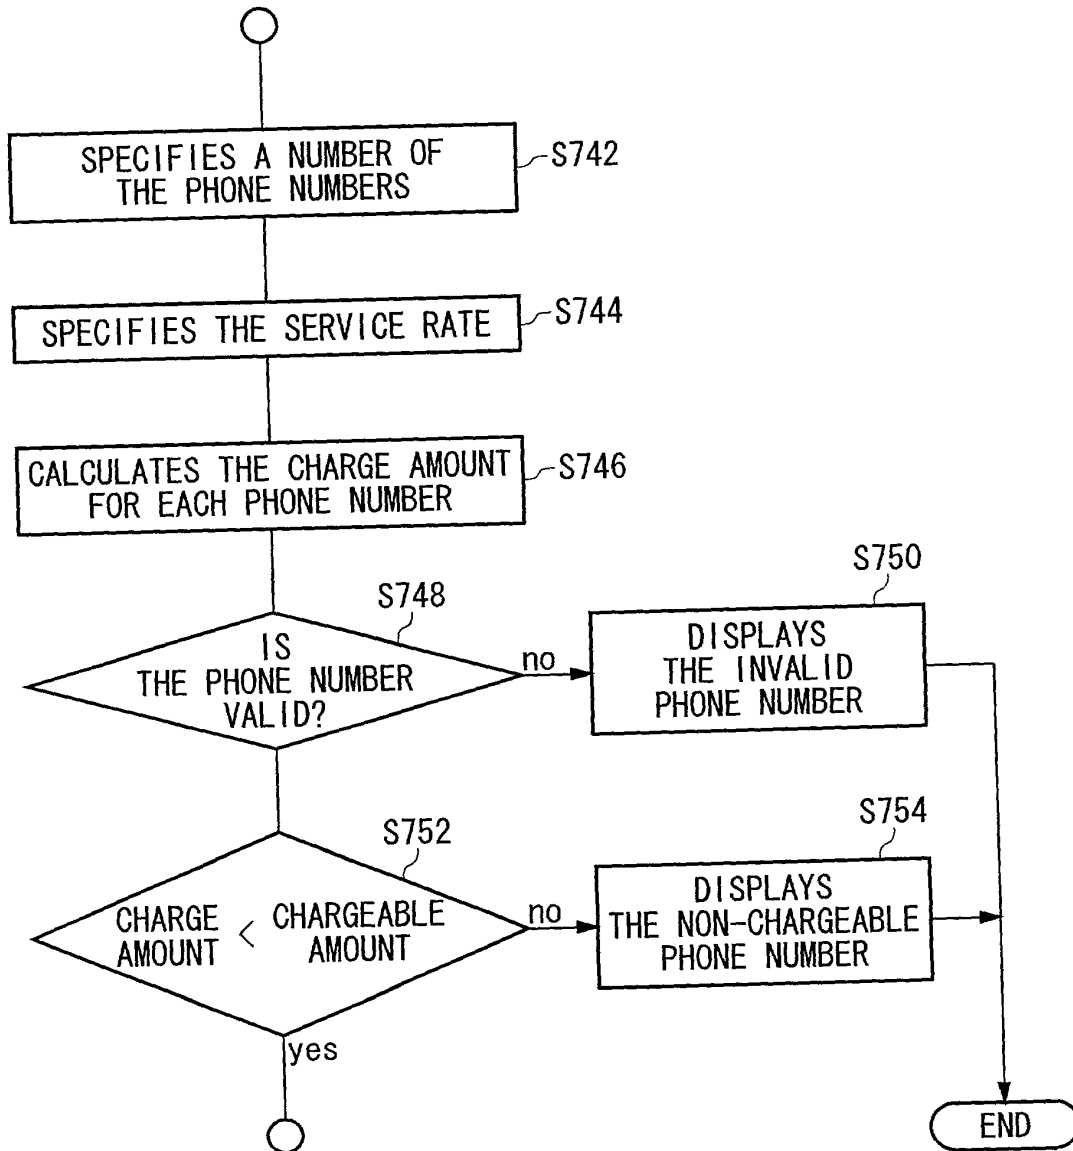 SPECIFIES A NUMBER OF
THE PHONE NUMBERS
S742
SPECIFIES THE SERVICE RATE
S744
CALCULATES THE CHARGE AMOUNT
FOR EACH PHONE NUMBER
S746
S748
IS
THE PHONE NUMBER
VALID?
no
S750
DISPLAYS
THE INVALID
PHONE NUMBER
S752
CHARGE
AMOUNT
<
CHARGEABLE
AMOUNT
no
S754
DISPLAYS
THE NON-CHARGEABLE
PHONE NUMBER
yes
END